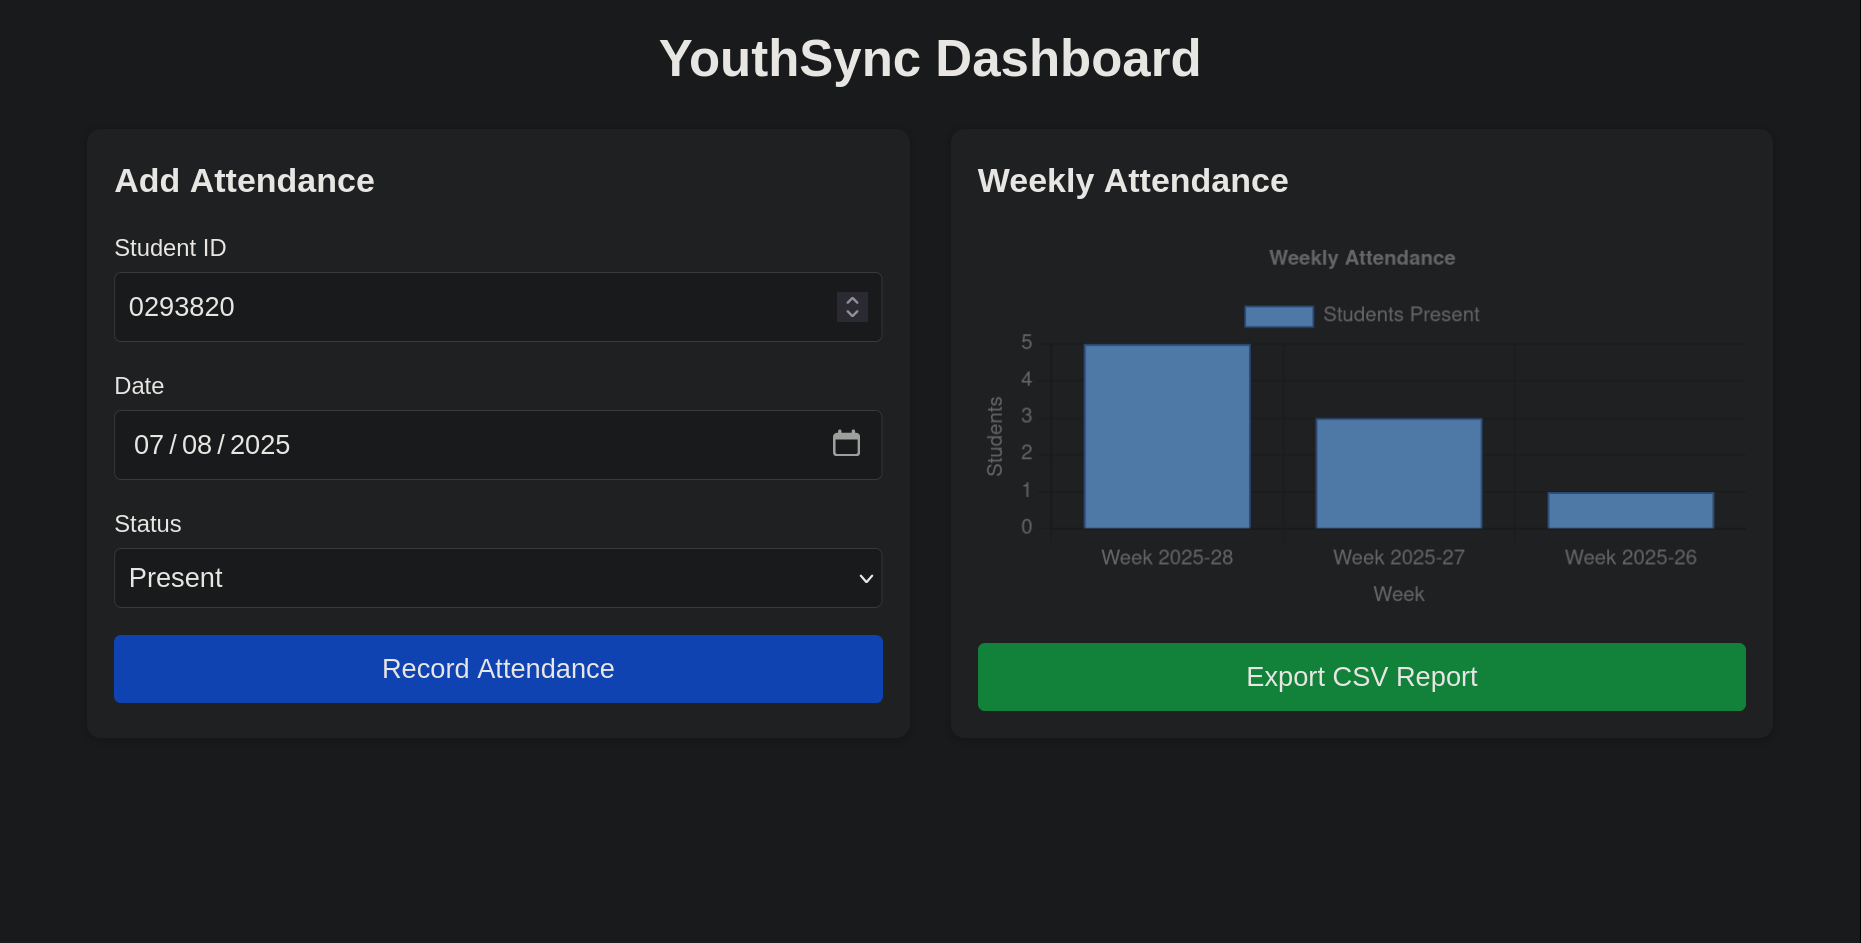 YouthSync Dashboard
Add Attendance
Student ID
0293820
Date
07/08/2025
Status
Present
Record Attendance
Weekly Attendance
Weekly Attendance
Students Present
Students
5
4
3
2
1
0
Week 2025-28 Week 2025-27 Week 2025-26
Week
Export CSV Report